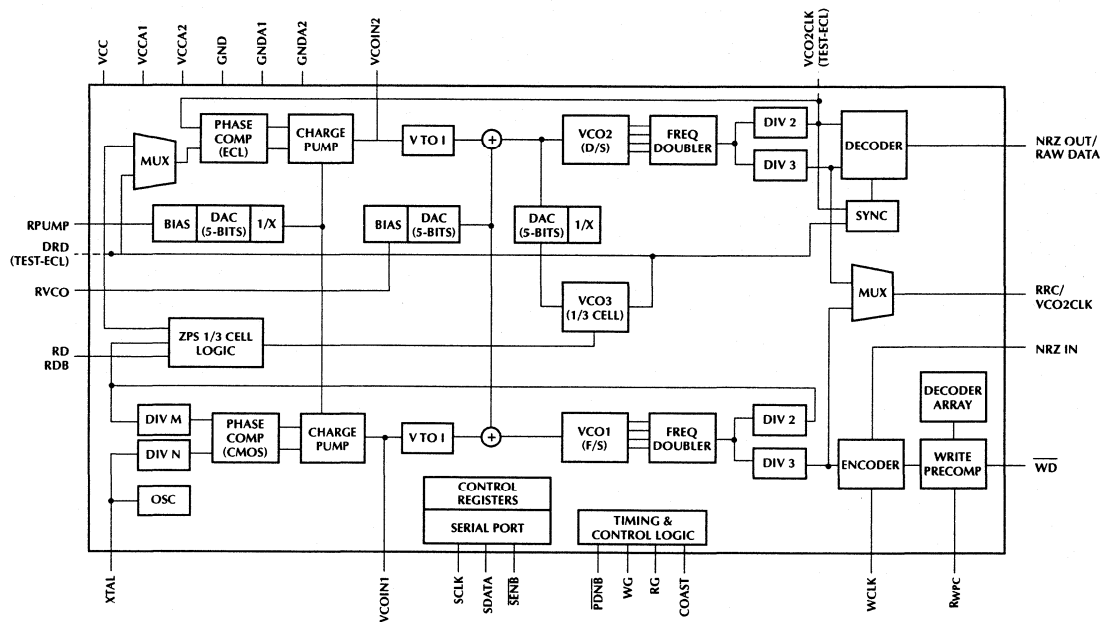 VCC
VCCA1
VCCA2
GND
GNDA1
GNDA2
VCOIN2
VCO2CLK
(TEST-ECL)
MUX
PHASE
COMP
(ECL)
CHARGE
PUMP
V TO I
+
VCO2
(D/S)
FREQ
DOUBLER
DIV 2
DIV 3
DECODER
NRZ OUT/
RAW DATA
SYNC
RPUMP
BIAS
DAC
(5-BITS)
1/X
BIAS
DAC
(5-BITS)
DAC
(5-BITS)
1/X
DRD
(TEST-ECL)
RVCO
VCO3
(1/3 CELL)
MUX
RRC/
VCO2CLK
ZPS 1/3 CELL
LOGIC
RD
RDB
NRZ IN
DECODER
ARRAY
DIV M
DIV N
OSC
PHASE
COMP
(CMOS)
CHARGE
PUMP
V TO I
+
VCO1
(F/S)
FREQ
DOUBLER
DIV 2
DIV 3
ENCODER
WRITE
PRECOMP
WD
CONTROL
REGISTERS
SERIAL PORT
TIMING &
CONTROL LOGIC
XTAL
VCOIN1
SCLK
SDATA
SENB
PDNB
WG
RG
COAST
WCLK
RWPC